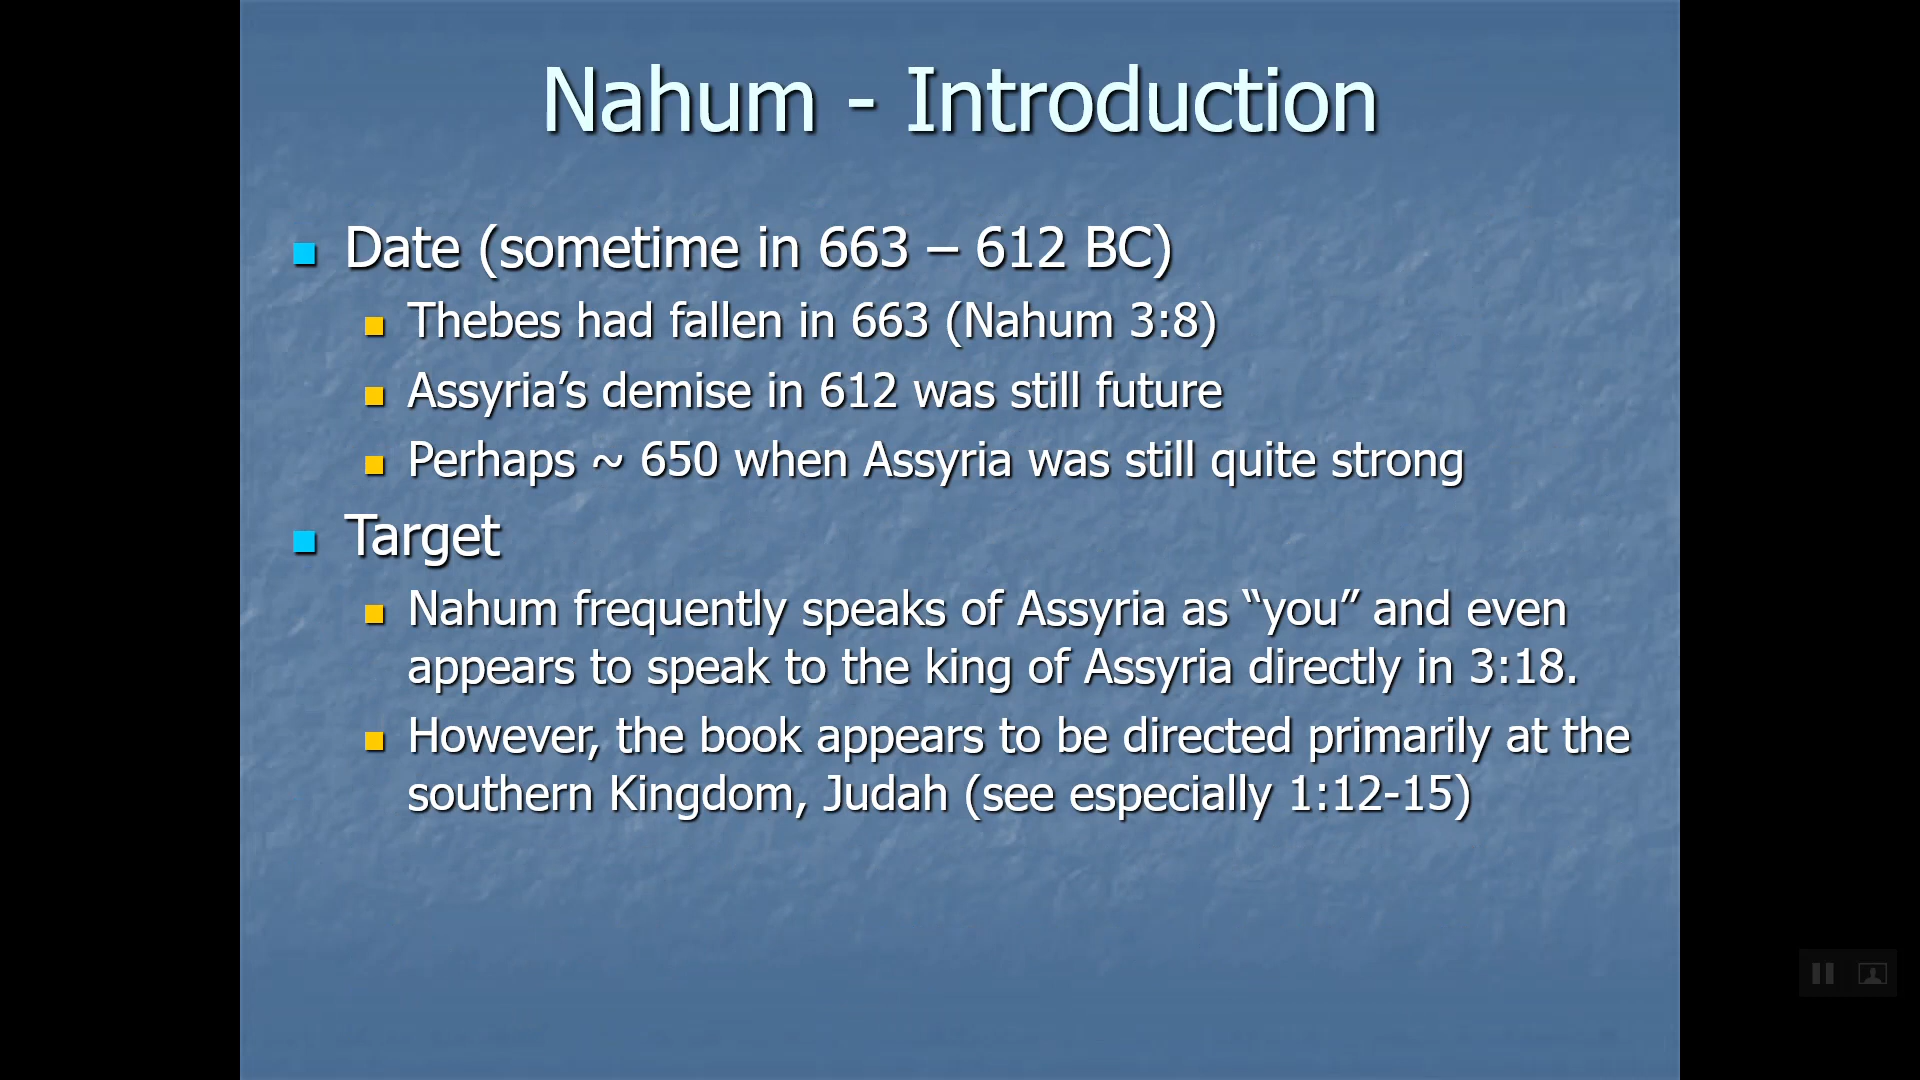 Nahum - Introduction
Date (sometime in 663 – 612 BC)
Thebes had fallen in 663 (Nahum 3:8)
Assyria’s demise in 612 was still future
Perhaps ~ 650 when Assyria was still quite strong
Target
Nahum frequently speaks of Assyria as “you” and even
appears to speak to the king of Assyria directly in 3:18.
However, the book appears to be directed primarily at the
southern Kingdom, Judah (see especially 1:12-15)